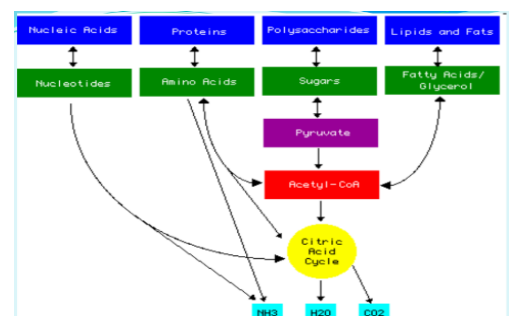 Nucleic Acids
Proteins
Polysaccharides
Lipids and Fats
Nucleotides
Amino Acids
Sugars
Fatty Acids/
Glycerol
Pyruvate
Acetyl-CoA
Citric
Acid
Cycle
NH3
H2O
CO2